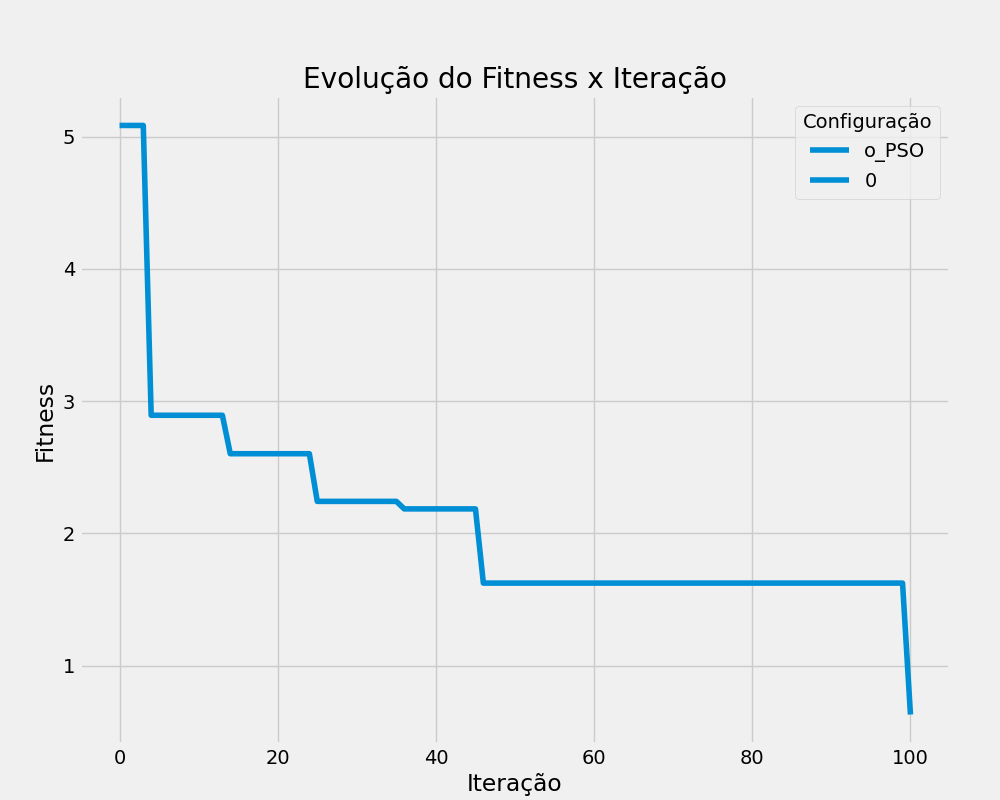 Evolução do Fitness x Iteração
Configuração
o_PSO
0
5
4
3
2
1
Fitness
0 20 40 60 80 100
Iteração